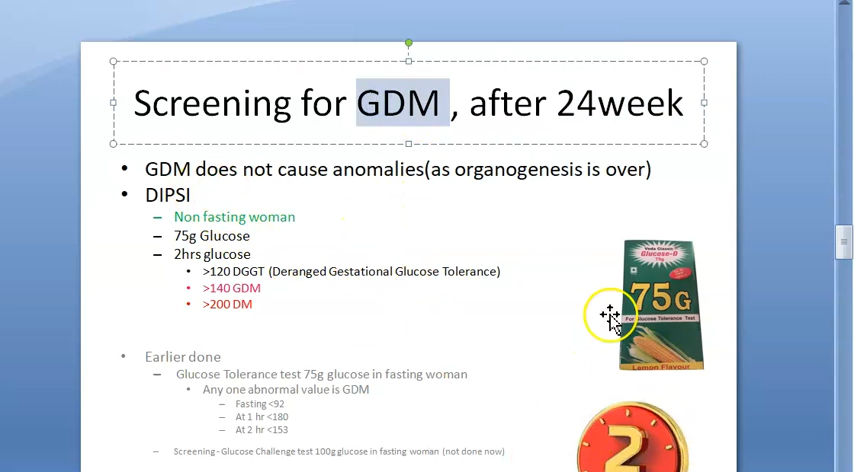 Screening for GDM , after 24week
• GDM does not cause anomalies(as organogenesis is over)
• DIPSI
– Non fasting woman
– 75g Glucose
– 2hrs glucose
• >120 DGGT (Deranged Gestational Glucose Tolerance)
• >140 GDM
• >200 DM
Veda Classic
Glucose-D
75g
75G
For Glucose Tolerance Test
Lemon Flavour
• Earlier done
– Glucose Tolerance test 75g glucose in fasting woman
• Any one abnormal value is GDM
– Fasting <92
– At 1 hr <180
– At 2 hr <153
– Screening - Glucose Challenge test 100g glucose in fasting woman (not done now)
2